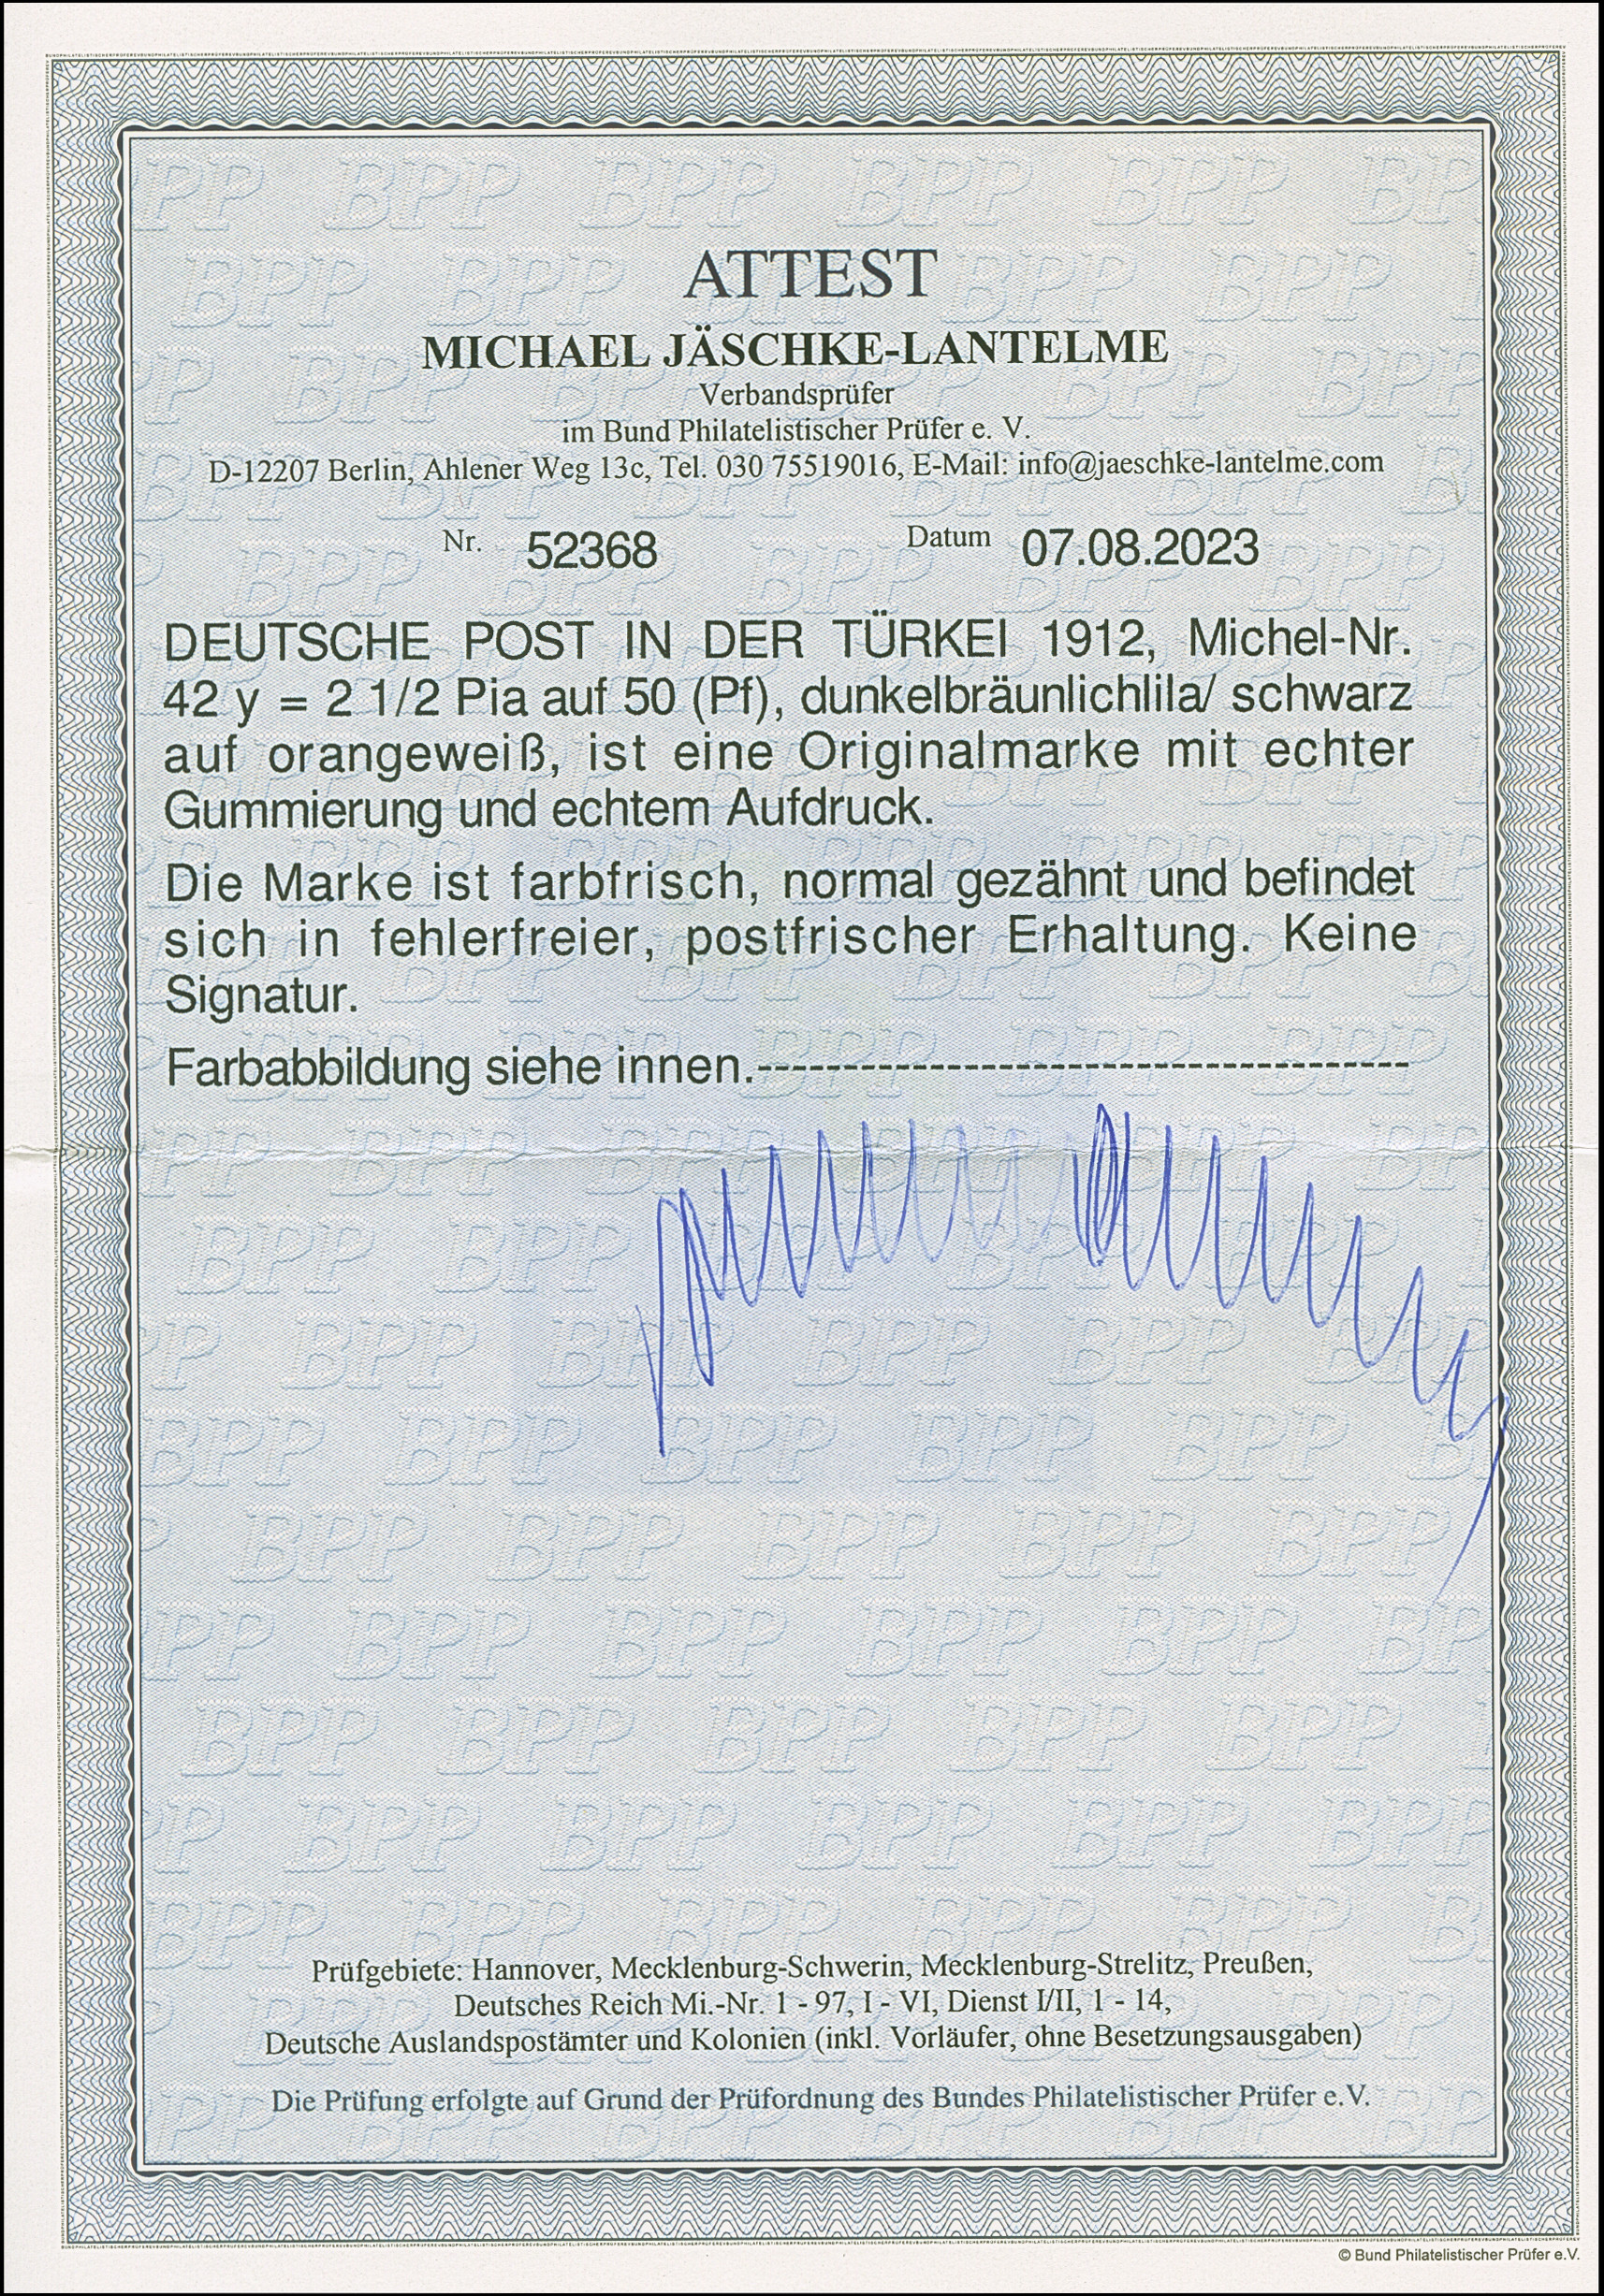 ATTEST
MICHAEL JÄSCHKE-LANTELME
Verbandsprüfer
im Bund Philatelistischer Prüfer e. V.
D-12207 Berlin, Ahlener Weg 13c, Tel. 030 75519016, E-Mail: info@jaeschke-lantelme.com
Nr. 52368 Datum 07.08.2023
DEUTSCHE POST IN DER TÜRKEI 1912, Michel-Nr.
42 y = 2 1/2 Pia auf 50 (Pf), dunkelbräunlichlila/ schwarz
auf orangeweiß, ist eine Originalmarke mit echter
Gummierung und echtem Aufdruck.
Die Marke ist farbfrisch, normal gezähnt und befindet
sich in fehlerfreier, postfrischer Erhaltung. Keine
Signatur.
Farbabbildung siehe innen.----------------------------------------
Prüfgebiete: Hannover, Mecklenburg-Schwerin, Mecklenburg-Strelitz, Preußen,
Deutsches Reich Mi.-Nr. 1 - 97, I - VI, Dienst I/II, 1 - 14,
Deutsche Auslandspostämter und Kolonien (inkl. Vorläufer, ohne Besetzungsausgaben)
Die Prüfung erfolgte auf Grund der Prüfordnung des Bundes Philatelistischer Prüfer e.V.
© Bund Philatelistischer Prüfer e.V.